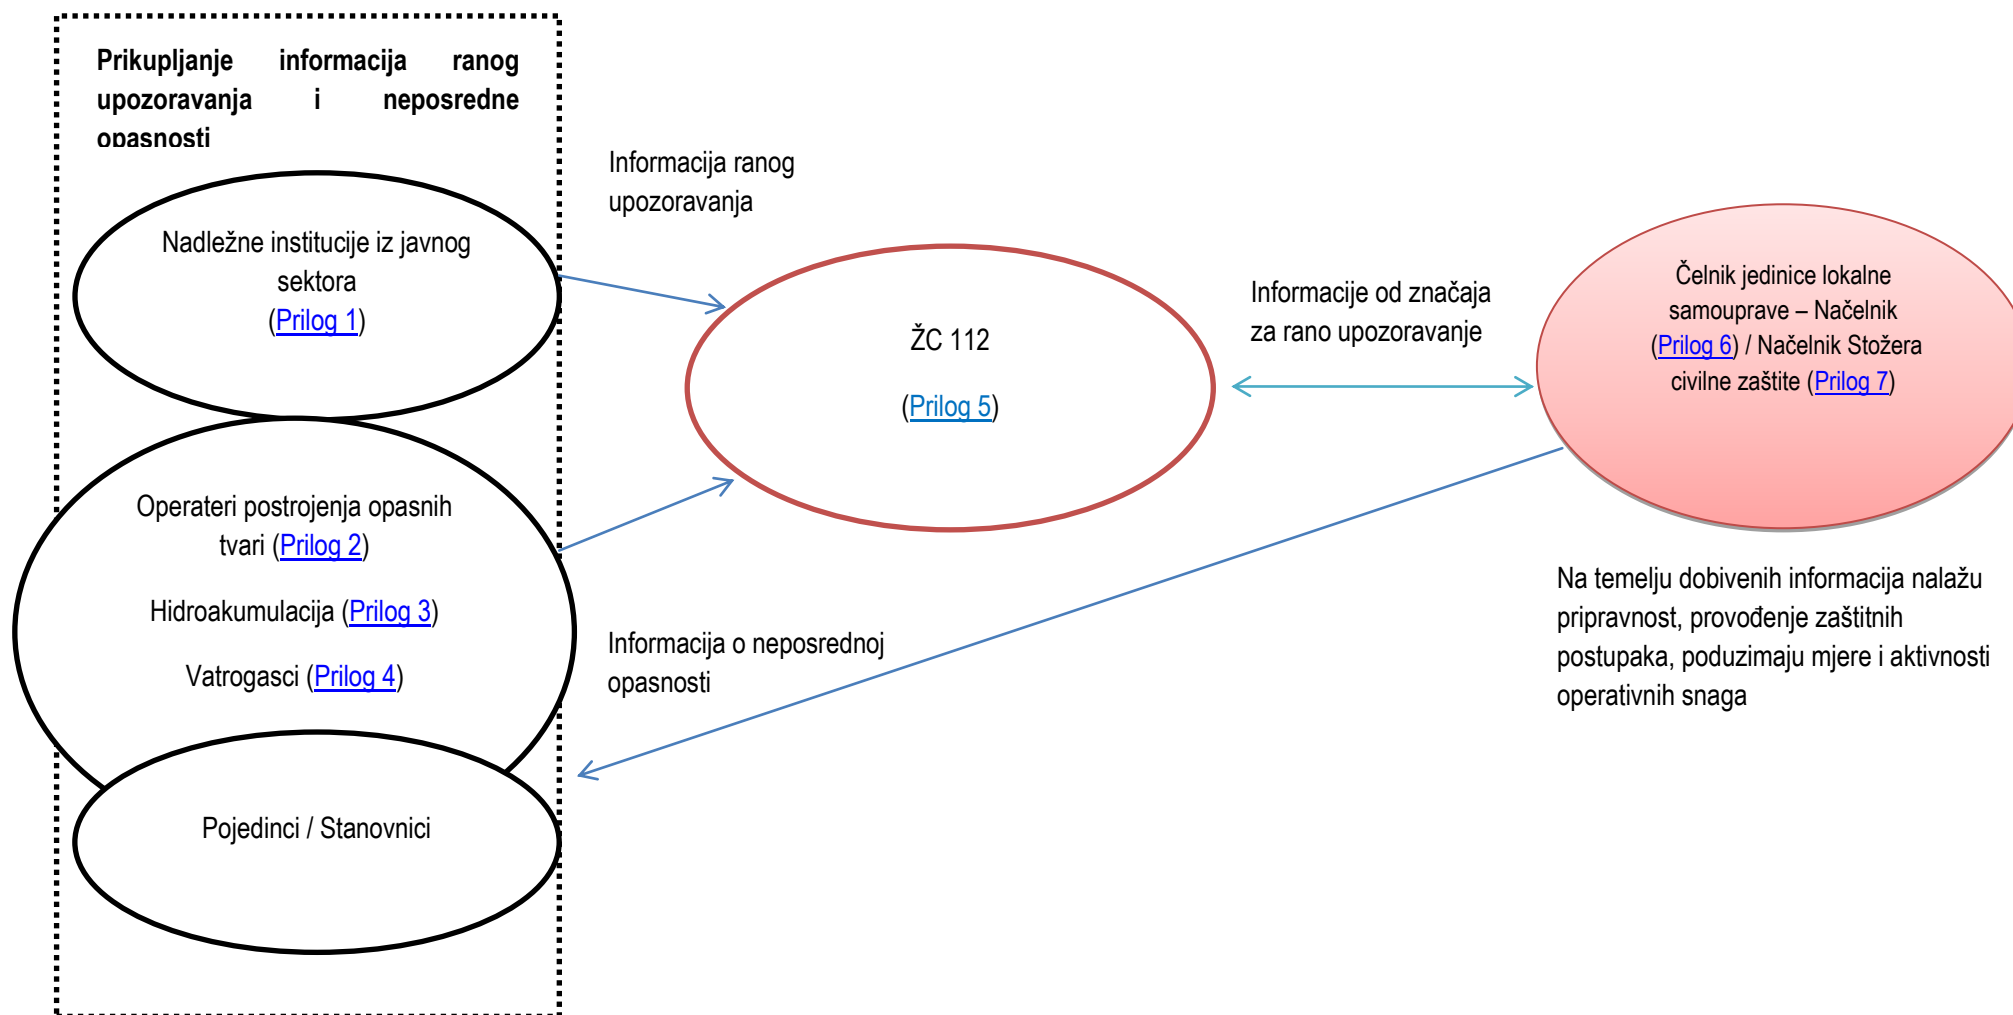 Prikupljanje informacija ranog
upozoravanja i neposredne
opasnosti
Nadležne institucije iz javnog
sektora
(Prilog 1)
Operateri postrojenja opasnih
tvari (Prilog 2)
Hidroakumulacija (Prilog 3)
Vatrogasci (Prilog 4)
Pojedinci / Stanovnici
Informacija ranog
upozoravanja
Informacija o neposrednoj
opasnosti
ŽC 112
(Prilog 5)
Informacije od značaja
za rano upozoravanje
Čelnik jedinice lokalne
samouprave – Načelnik
(Prilog 6) / Načelnik Stožera
civilne zaštite (Prilog 7)
Na temelju dobivenih informacija nalažu
pripravnost, provođenje zaštitnih
postupaka, poduzimaju mjere i aktivnosti
operativnih snaga